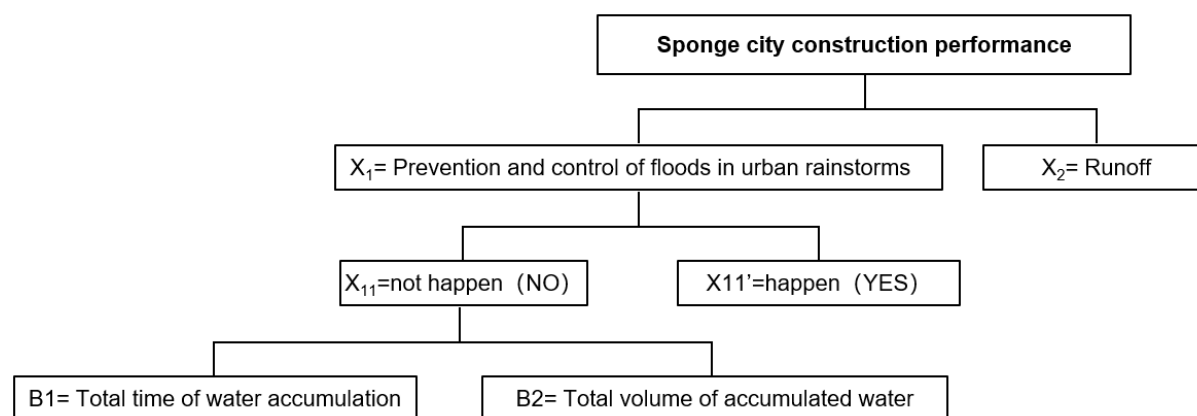 Sponge city construction performance
X₁= Prevention and control of floods in urban rainstorms
X₂= Runoff
X₁₁=not happen（NO）
X11’=happen（YES）
B1= Total time of water accumulation
B2= Total volume of accumulated water